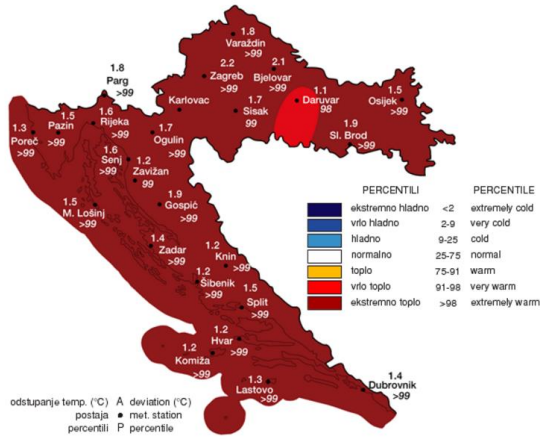 1.8
Varaždin
>99
2.2
Zagreb
>99
2.1
Bjelovar
>99
1.8
Parg
>99
Karlovac
1.7
Sisak
99
1.1
Daruvar
98
1.5
Osijek
>99
1.9
Sl. Brod
>99
1.3
Poreč
>99
1.5
Pazin
>99
1.6
Rijeka
>99
1.7
Ogulin
>99
1.6
Senj
>99
1.2
Zavižan
99
1.9
Gospić
>99
1.5
M. Lošinj
>99
1.4
Zadar
>99
1.2
Knin
>99
1.2
Šibenik
>99
1.5
Split
>99
1.2
Hvar
>99
1.2
Komiža
>99
1.3
Lastovo
>99
1.4
Dubrovnik
>99
PERCENTILI PERCENTILE
ekstremno hladno <2 extremely cold
vrlo hladno 2-9 very cold
hladno 9-25 cold
normalno 25-75 normal
toplo 75-91 warm
vrlo toplo 91-98 very warm
ekstremno toplo >98 extremely warm
odstupanje temp. (°C) A deviation (°C)
postaja • met. station
percentili P percentile